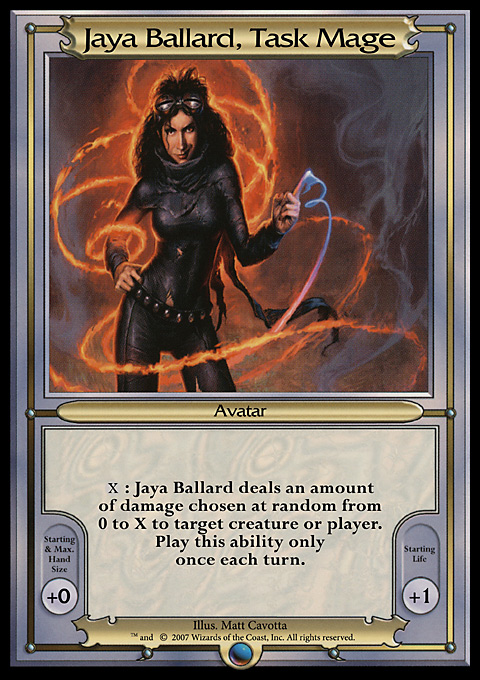 Jaya Ballard, Task Mage
Avatar
X : Jaya Ballard deals an amount
of damage chosen at random from
0 to X to target creature or player.
Play this ability only
once each turn.
Starting
& Max.
Hand
Size
+0
Starting
Life
+1
Illus. Matt Cavotta
™ and © 2007 Wizards of the Coast, Inc. All rights reserved.